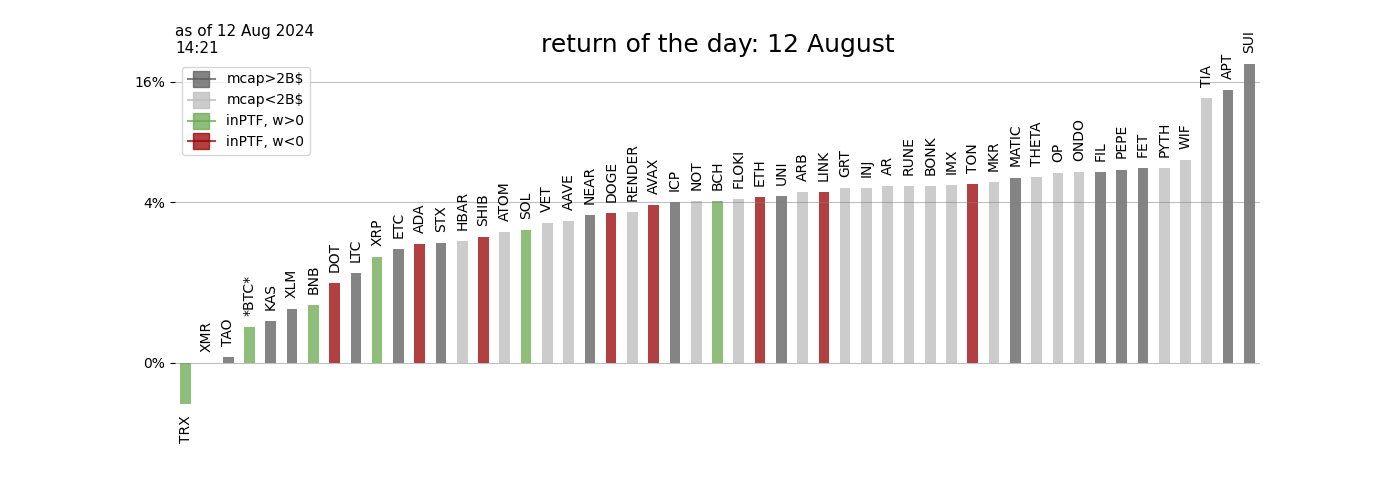 as of 12 Aug 2024
14:21
return of the day: 12 August
mcap>2B$
mcap<2B$
inPTF, w>0
inPTF, w<0
16%
4%
0%
TRX
XMR
TAO
*BTC*
KAS
XLM
BNB
DOT
LTC
XRP
ETC
ADA
STX
HBAR
SHIB
ATOM
SOL
VET
AAVE
NEAR
DOGE
RENDER
AVAX
ICP
NOT
BCH
FLOKI
ETH
UNI
ARB
LINK
GRT
INJ
AR
RUNE
BONK
IMX
TON
MKR
MATIC
THETA
OP
ONDO
FIL
PEPE
FET
PYTH
WIF
TIA
APT
SUI